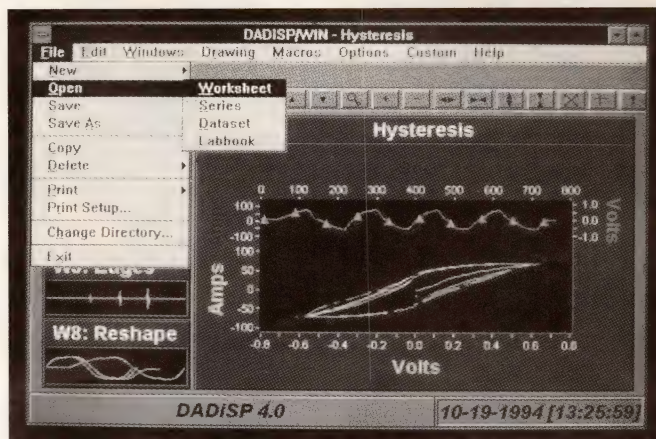 DADiSP/WIN - Hysteresis
File Edit Windows Drawing Macros Options Custom Help
New
Open
Save
Save As
Copy
Delete
Print
Print Setup...
Change Directory...
Exit
Worksheet
Series
Dataset
Labbook
Hysteresis
0 100 200 300 400 500 600 700 800
100
0
-100
1.0
0.0
-1.0
Volts
100
50
0
-50
-100
Amps
-0.8 -0.6 -0.4 -0.2 0.0 0.2 0.4 0.6 0.8
Volts
W8: Reshape
DADiSP 4.0
10-19-1994 [13:25:59]